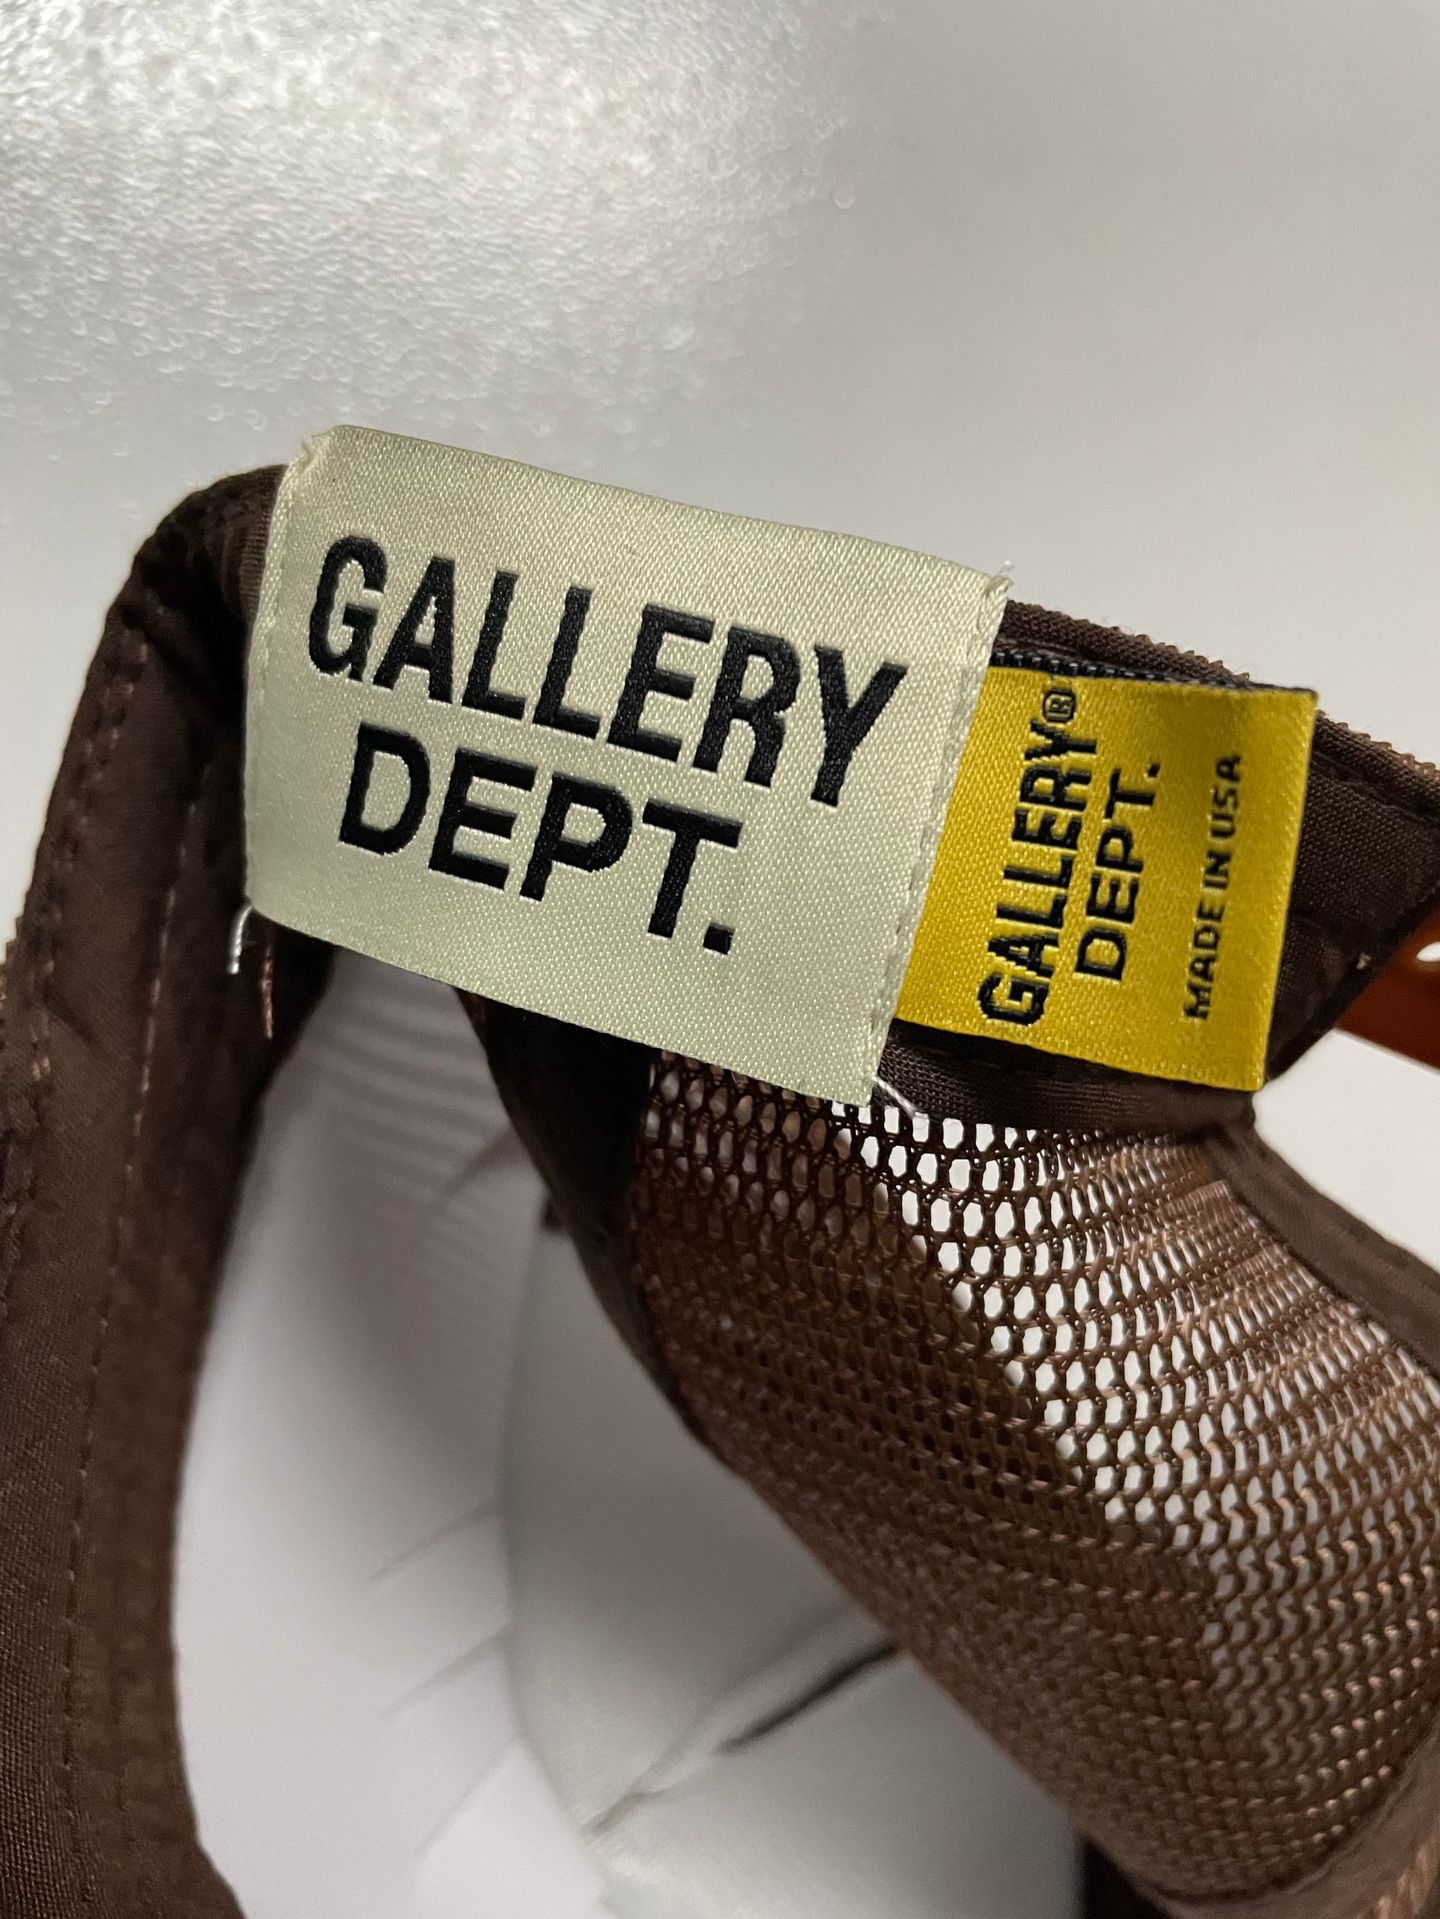 GALLERY
DEPT.
GALLERY®
DEPT.
MADE IN USA